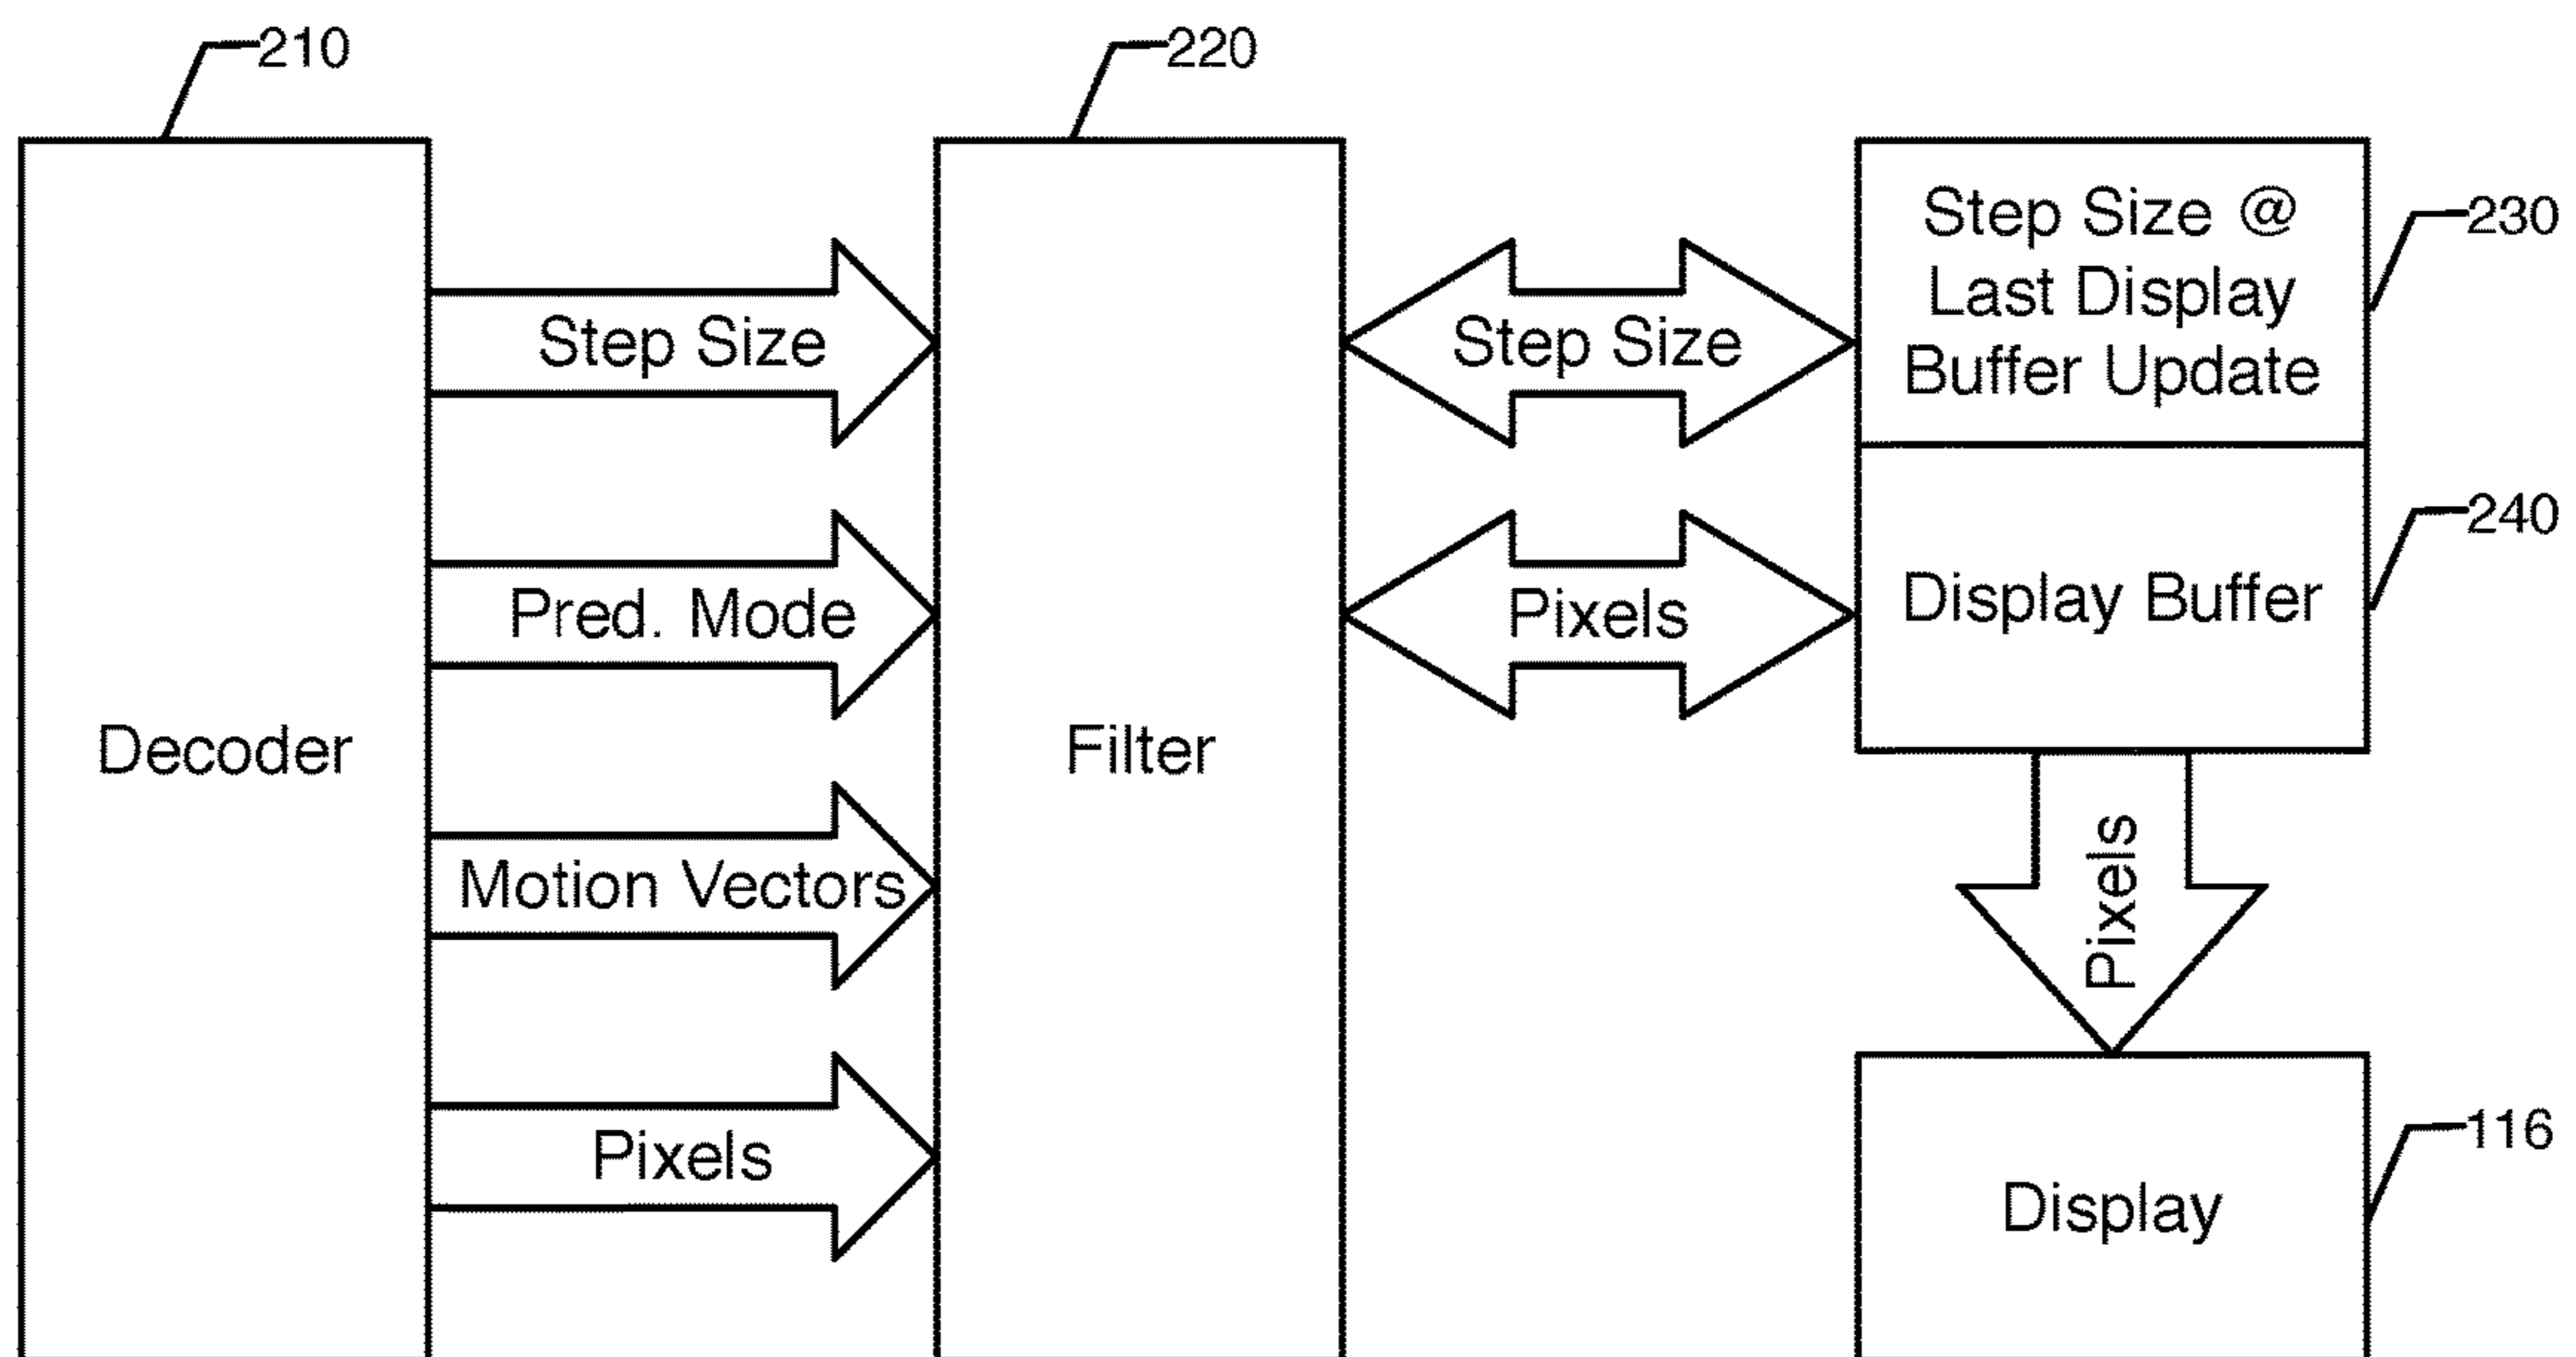 210
220
Step Size @
Last Display
Buffer Update
230
Step Size
Step Size
240
Pred. Mode
Pixels
Display Buffer
Decoder
Filter
Motion Vectors
Pixels
Pixels
116
Display